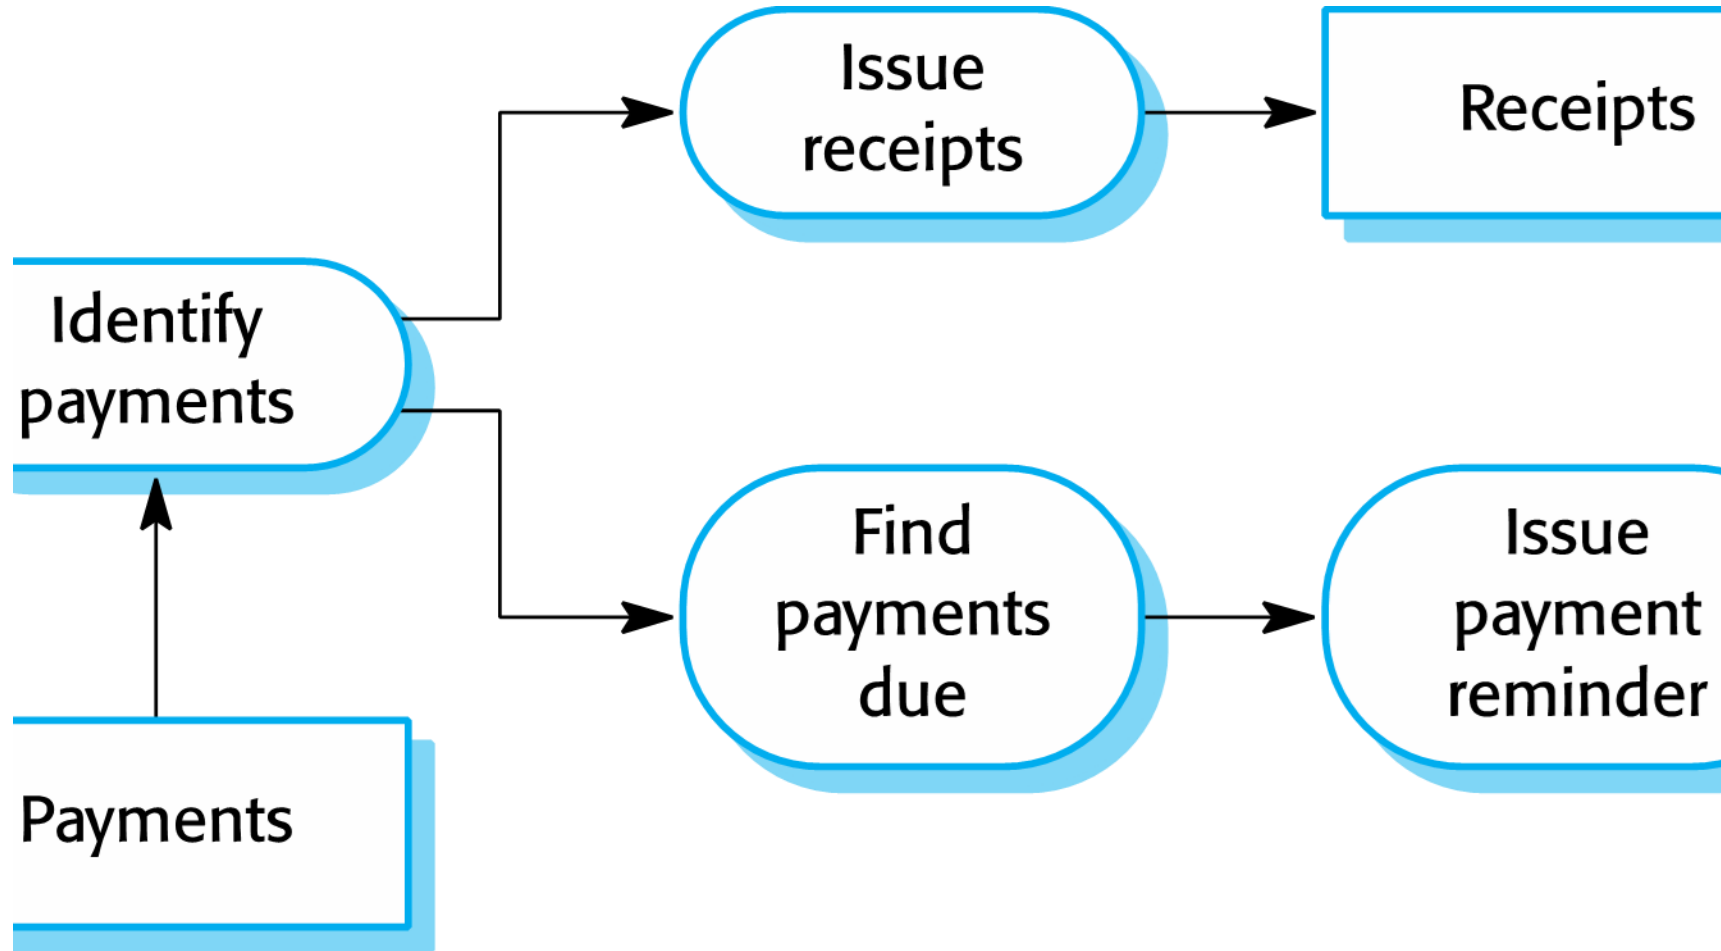 Issue
receipts
Receipts
Identify
payments
Find
payments
due
Issue
payment
reminder
Payments